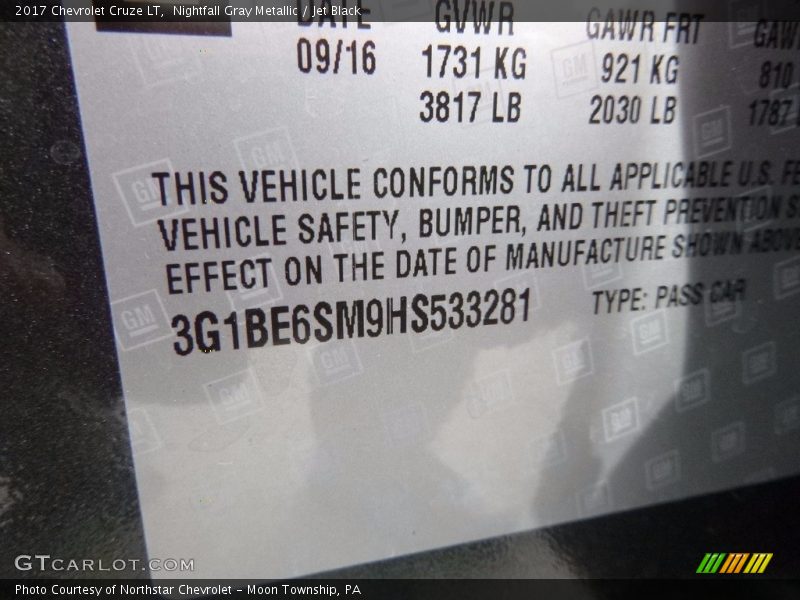 2017 Chevrolet Cruze LT, Nightfall Gray Metallic / Jet Black
DATE GVWR GAWR FRT GAW
09/16 1731 KG 921 KG 810
3817 LB 2030 LB 1787
THIS VEHICLE CONFORMS TO ALL APPLICABLE U.S. FE
VEHICLE SAFETY, BUMPER, AND THEFT PREVENTION S
EFFECT ON THE DATE OF MANUFACTURE SHOWN ABOVE
3G1BE6SM9HS533281 TYPE: PASS CAR
GTCARLOT.COM
Photo Courtesy of Northstar Chevrolet - Moon Township, PA